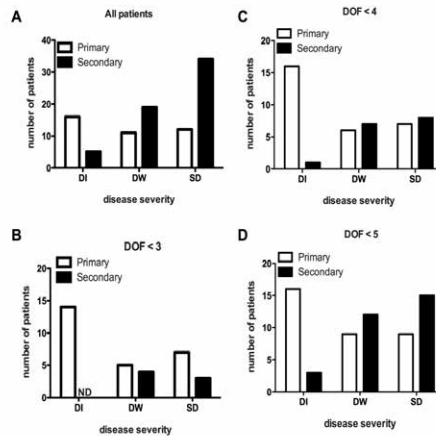 A
All patients
Primary
Secondary
number of patients
40
30
20
10
0
DI
DW
SD
disease severity
B
DOF < 3
Primary
Secondary
number of patients
20
15
10
5
0
ND
DI
DW
SD
disease severity
C
DOF < 4
Primary
Secondary
number of patients
20
15
10
5
0
DI
DW
SD
disease severity
D
DOF < 5
Primary
Secondary
number of patients
20
15
10
5
0
DI
DW
SD
disease severity